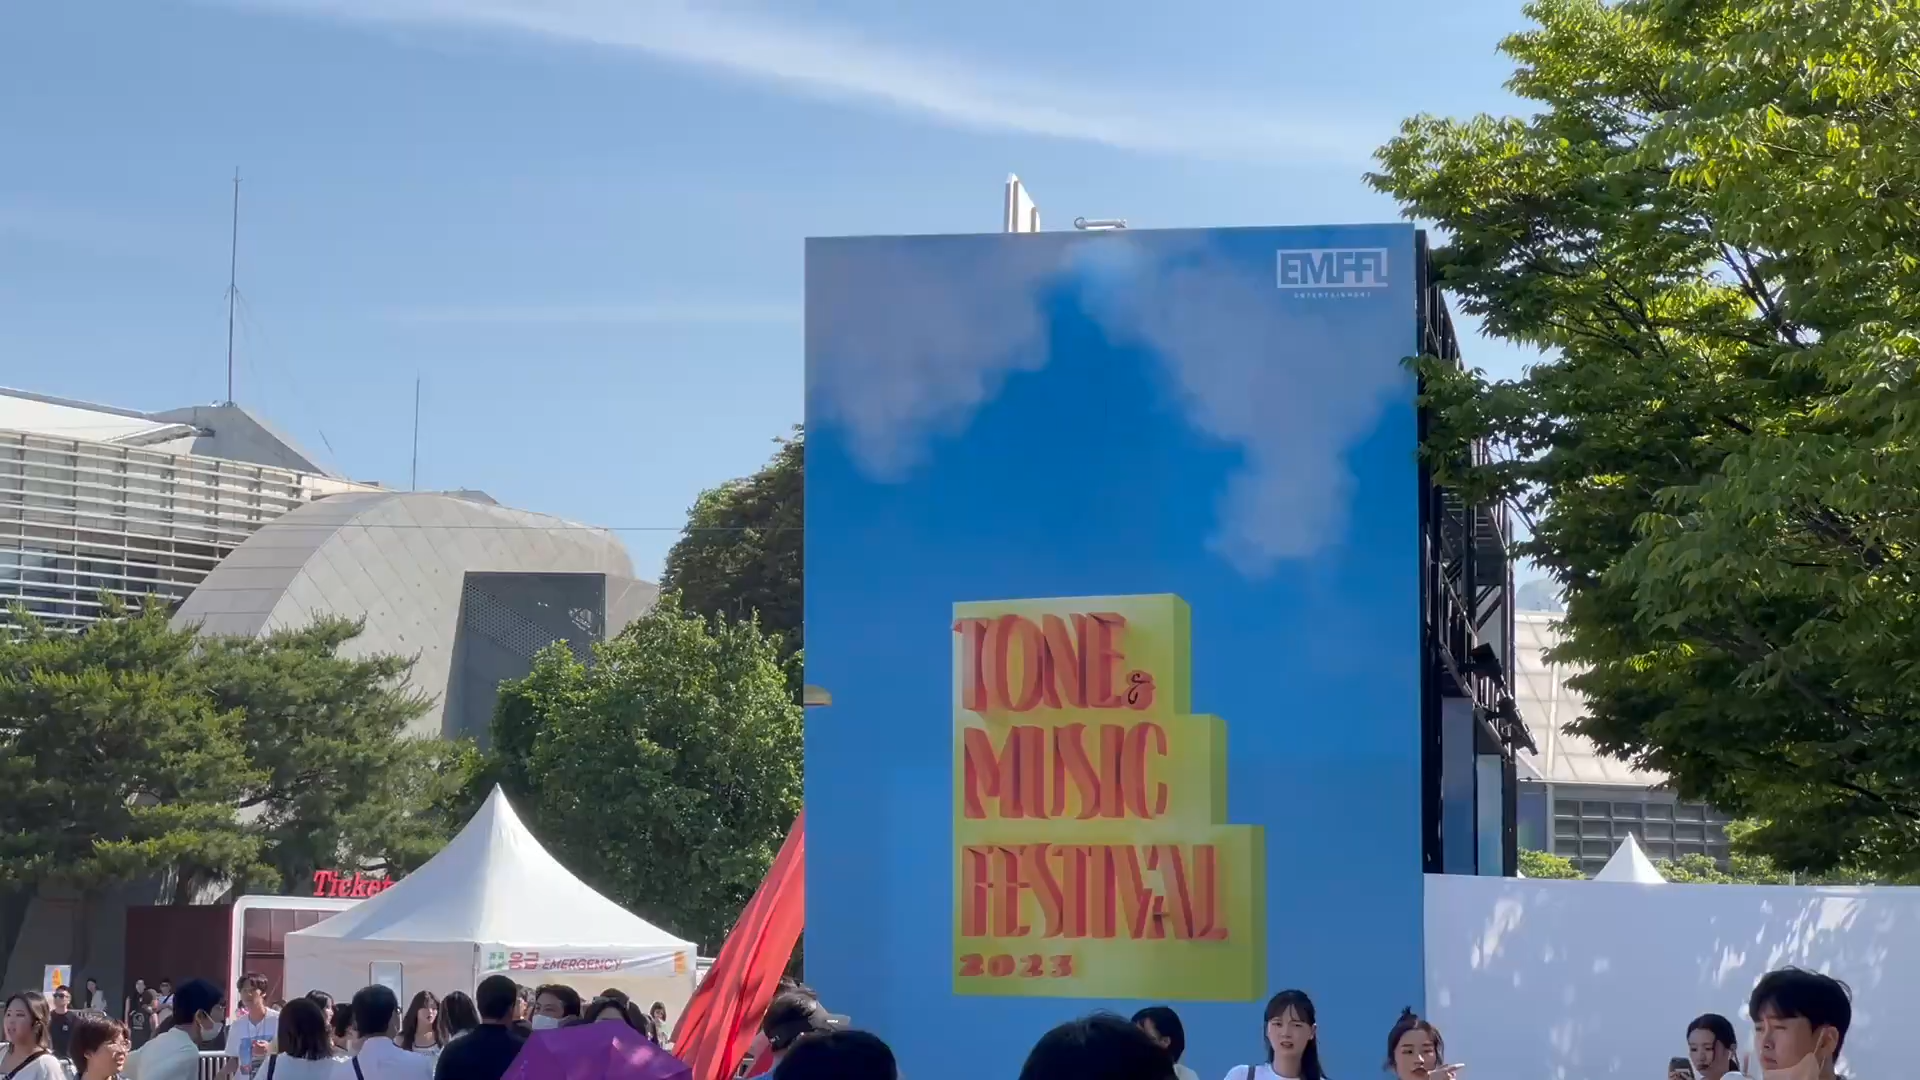 EMFFL
ENTERTAINMENT
TONE &
MUSIC
FESTIVAL
2023
Ticket
응급 EMERGENCY